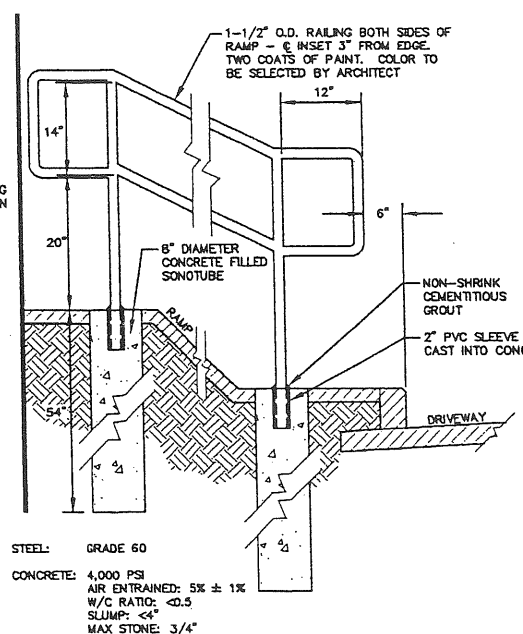 1-1/2" O.D. RAILING BOTH SIDES OF
RAMP - ℄ INSET 3" FROM EDGE.
TWO COATS OF PAINT. COLOR TO
BE SELECTED BY ARCHITECT
12"
14"
6"
20"
8" DIAMETER
CONCRETE FILLED
SONOTUBE
NON-SHRINK
CEMENTITIOUS
GROUT
RAMP
2" PVC SLEEVE
CAST INTO CONC
54"
DRIVEWAY
STEEL: GRADE 60
CONCRETE: 4,000 PSI
AIR ENTRAINED: 5% ± 1%
W/C RATIO: <0.5
SLUMP: <4"
MAX STONE: 3/4"